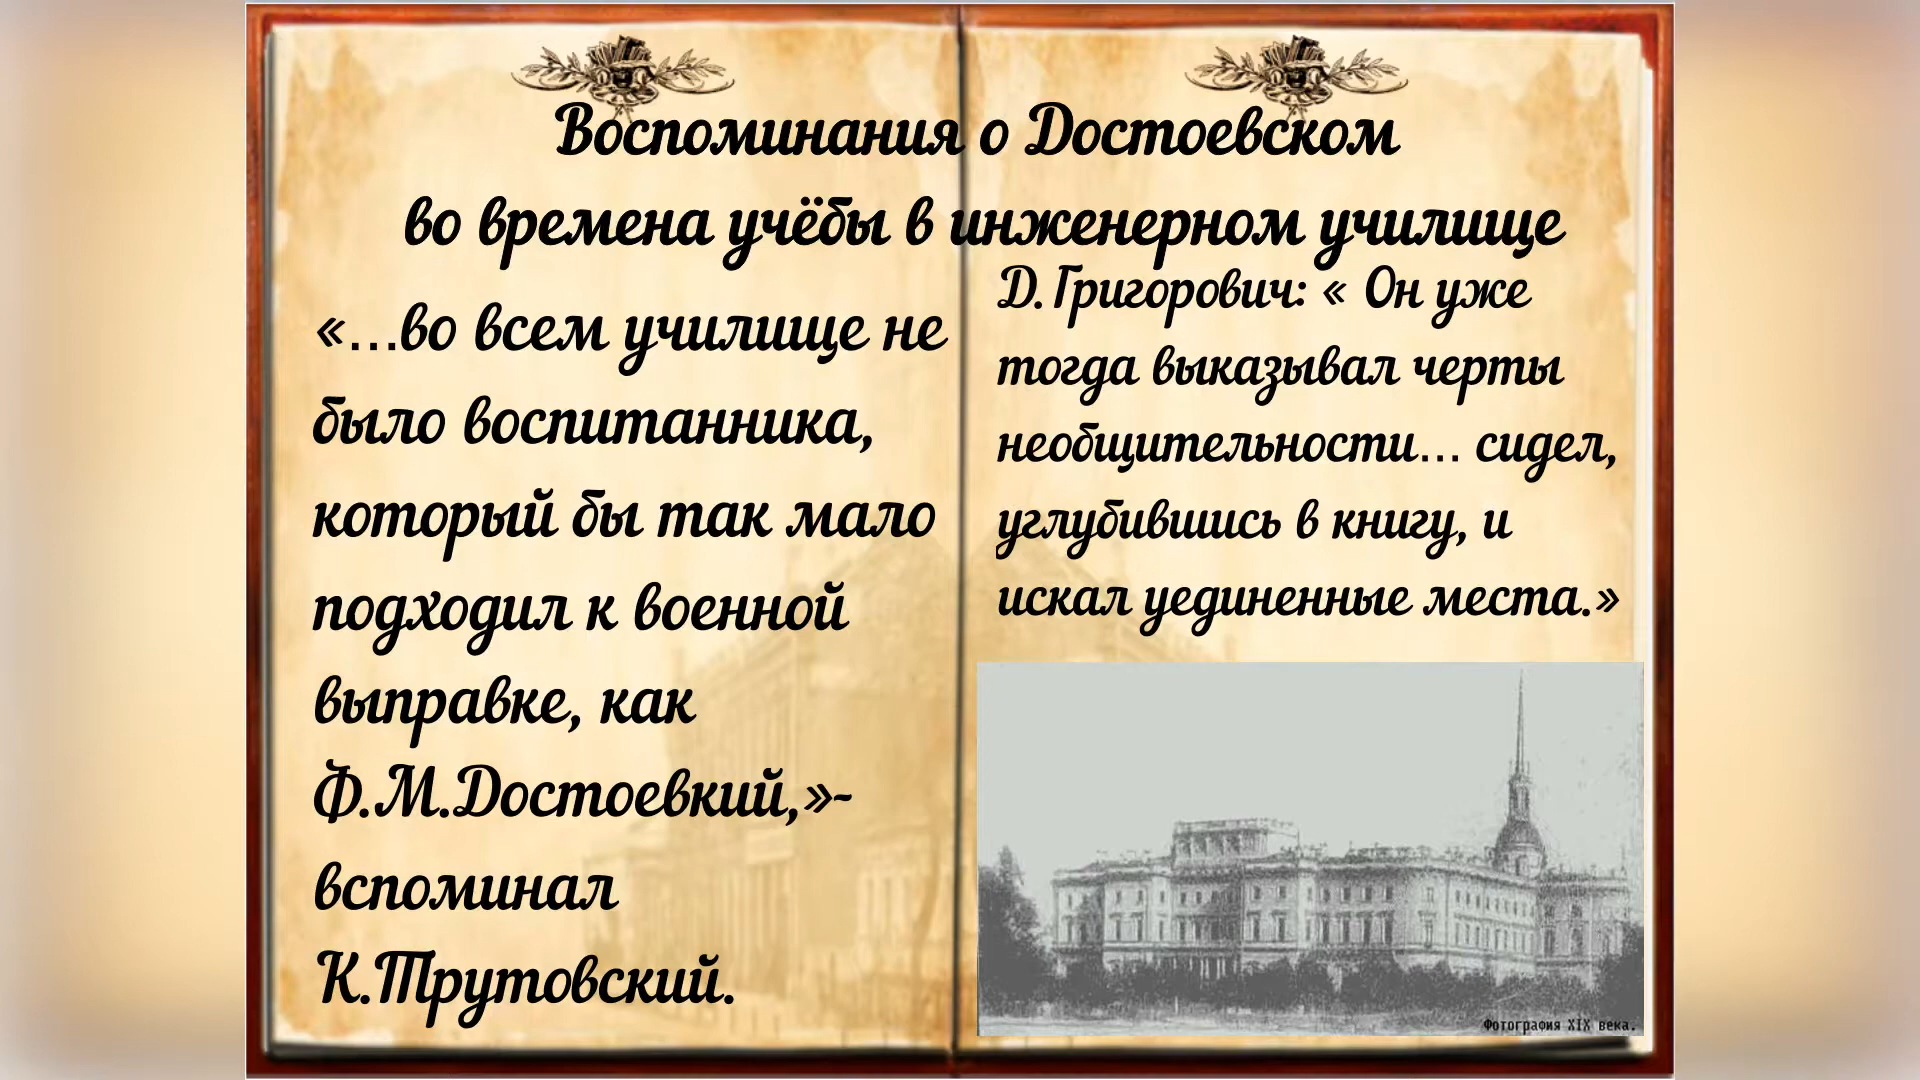 Воспоминания о Достоевском
во времена учёбы в инженерном училище
«…во всем училище не
было воспитанника,
который бы так мало
подходил к военной
выправке, как
Ф.М.Достоевкий,»-
вспоминал
К.Трутовский.
Д. Григорович: « Он уже
тогда выказывал черты
необщительности… сидел,
углубившись в книгу, и
искал уединенные места.»
Фотография XIX века.